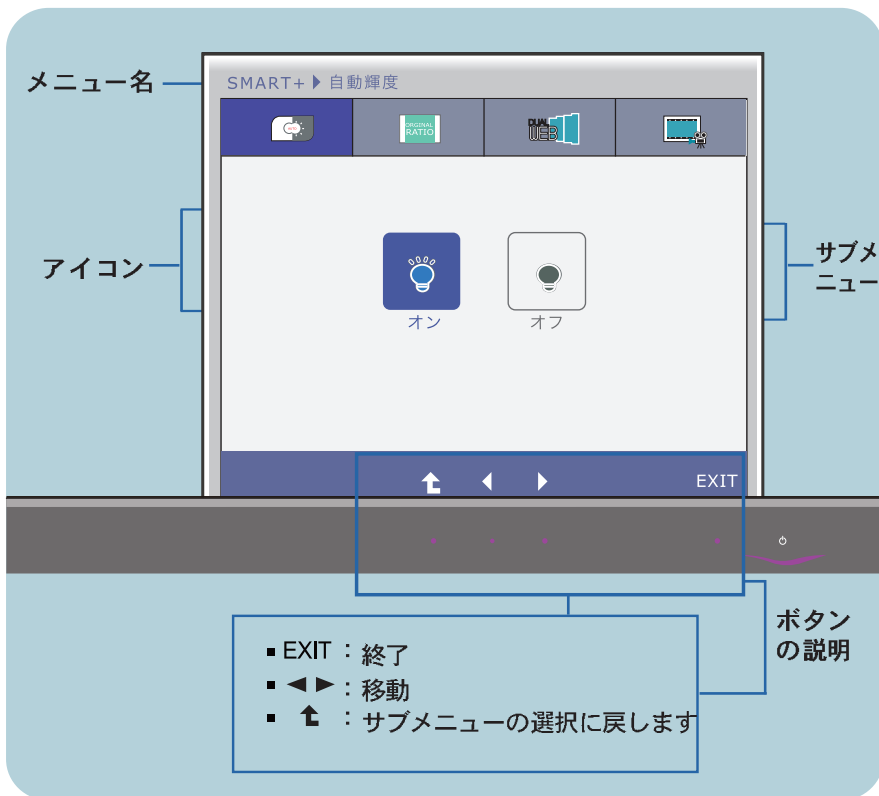 メニュー名
SMART+ ▶ 自動輝度
AUTO
ORGINAL
RATIO
DUAL
WEB
アイコン
サブメ
ニュー
オン
オフ
EXIT
ボタン
の説明
■ EXIT : 終了
■ ◀ ▶ : 移動
■ : サブメニューの選択に戻します